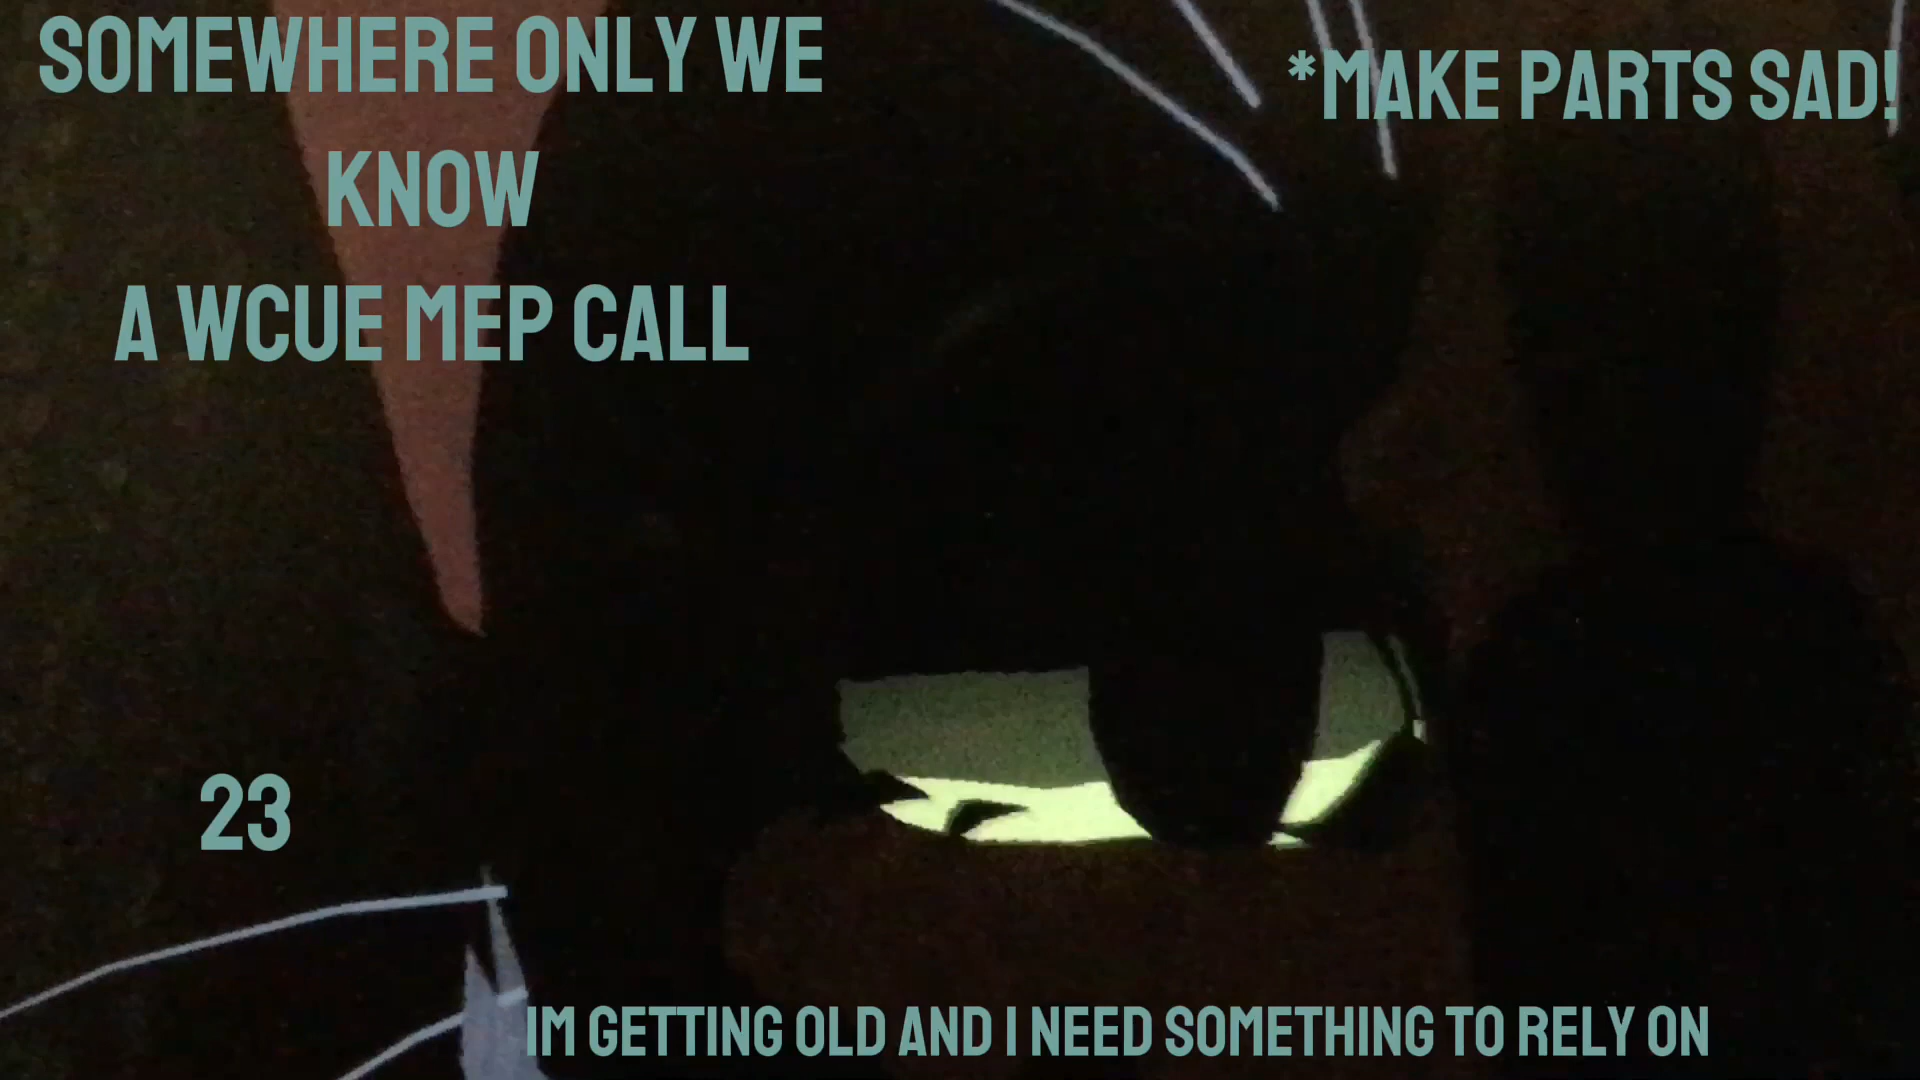 SOMEWHERE ONLY WE
KNOW
A WCUE MEP CALL
*MAKE PARTS SAD!
23
IM GETTING OLD AND I NEED SOMETHING TO RELY ON